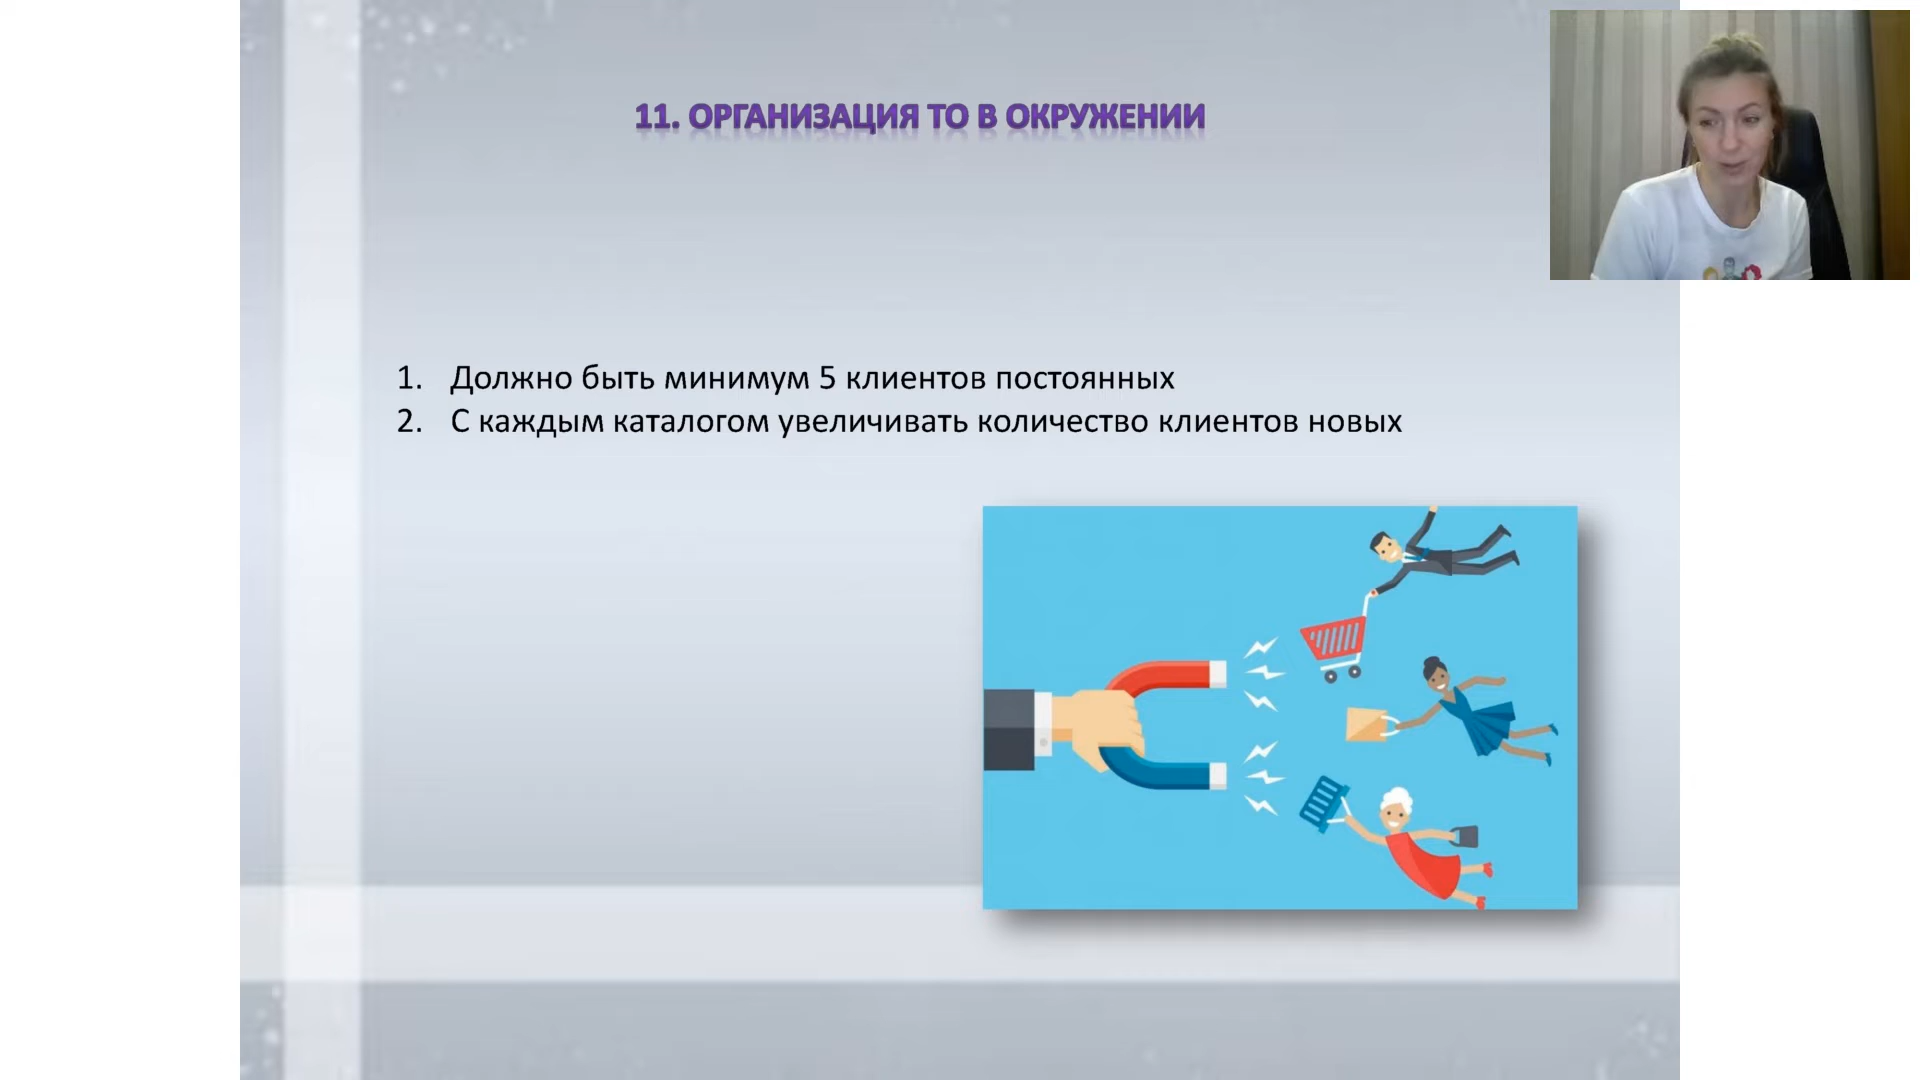 11. ОРГАНИЗАЦИЯ ТО В ОКРУЖЕНИИ
1. Должно быть минимум 5 клиентов постоянных
2. С каждым каталогом увеличивать количество клиентов новых